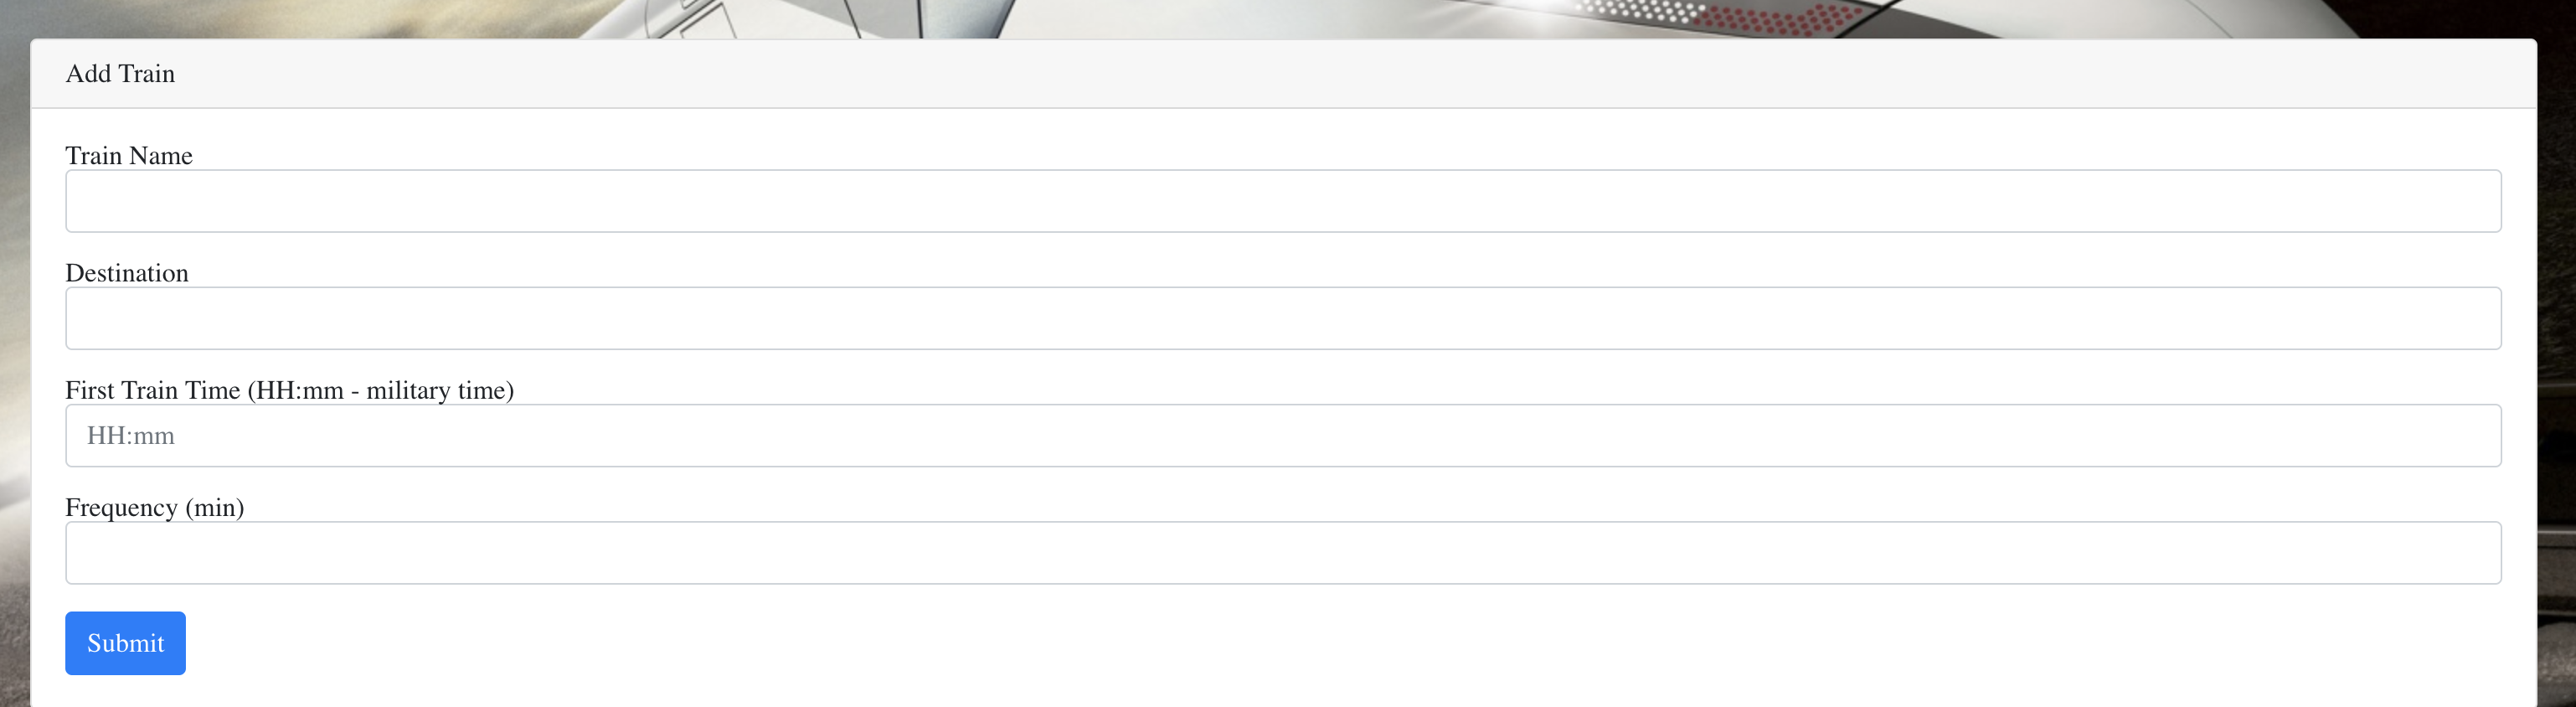 Add Train
Train Name
Destination
First Train Time (HH:mm - military time)
HH:mm
Frequency (min)
Submit